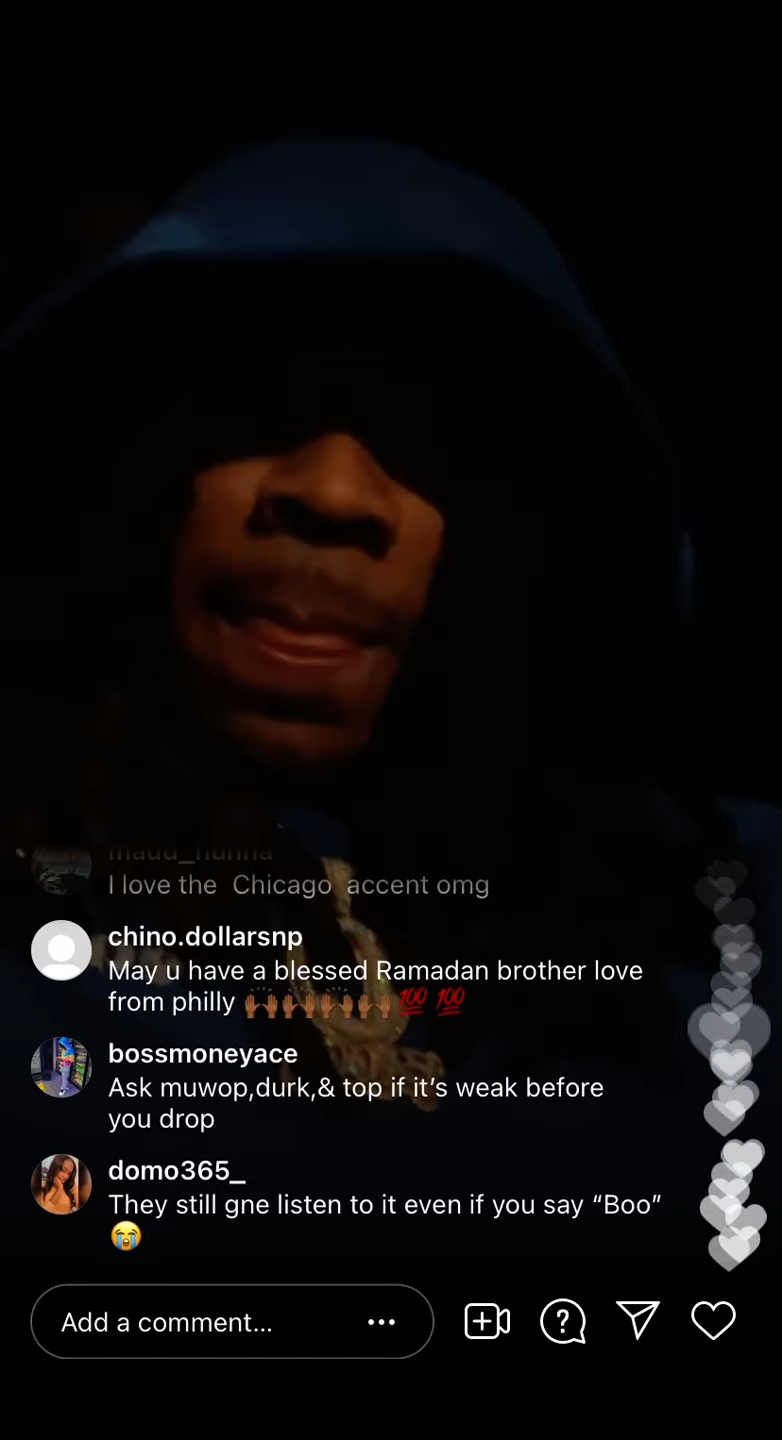 I love the Chicago accent omg
chino.dollarsnp
May u have a blessed Ramadan brother love
from philly 🙌🏾🙌🏾🙌🏾🙌🏾 💯 💯
bossmoneyace
Ask muwop,durk,& top if it’s weak before
you drop
domo365_
They still gne listen to it even if you say “Boo”
😭
Add a comment...